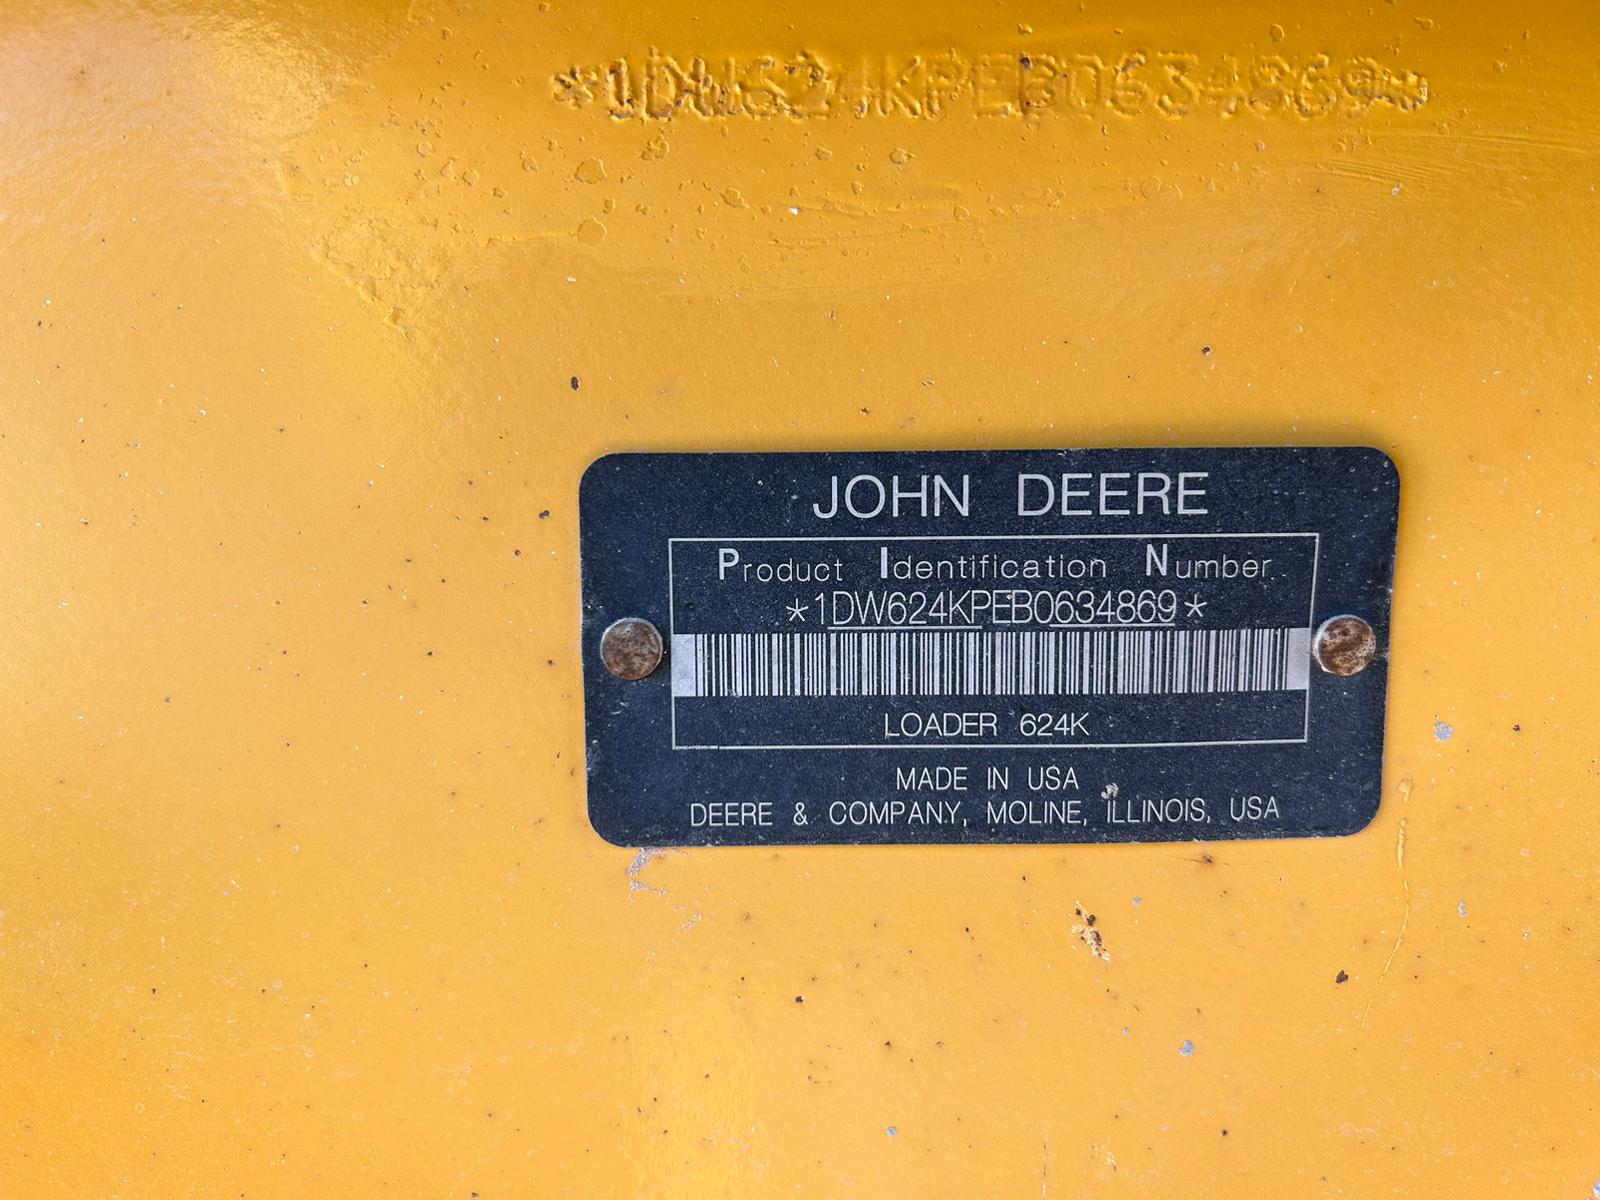 *1DW624KPEB0634869*
JOHN DEERE
Product Identification Number
*1DW624KPEB0634869*
LOADER 624K
MADE IN USA
DEERE & COMPANY, MOLINE, ILLINOIS, USA